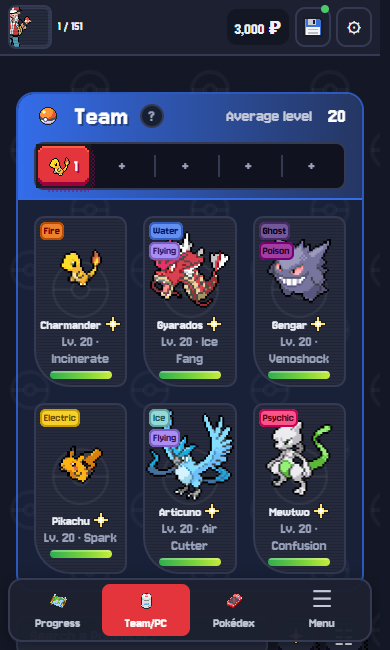 1 / 151
3,000 ₽
Team ? Average level 20
1 + + + +
Fire
Charmander
Lv. 20 ·
Incinerate
Water
Flying
Gyarados
Lv. 20 · Ice
Fang
Ghost
Poison
Gengar
Lv. 20 ·
Venoshock
Electric
Pikachu
Lv. 20 · Spark
Ice
Flying
Articuno
Lv. 20 · Air
Cutter
Psychic
Mewtwo
Lv. 20 ·
Confusion
Progress
Team/PC
Pokédex
Menu